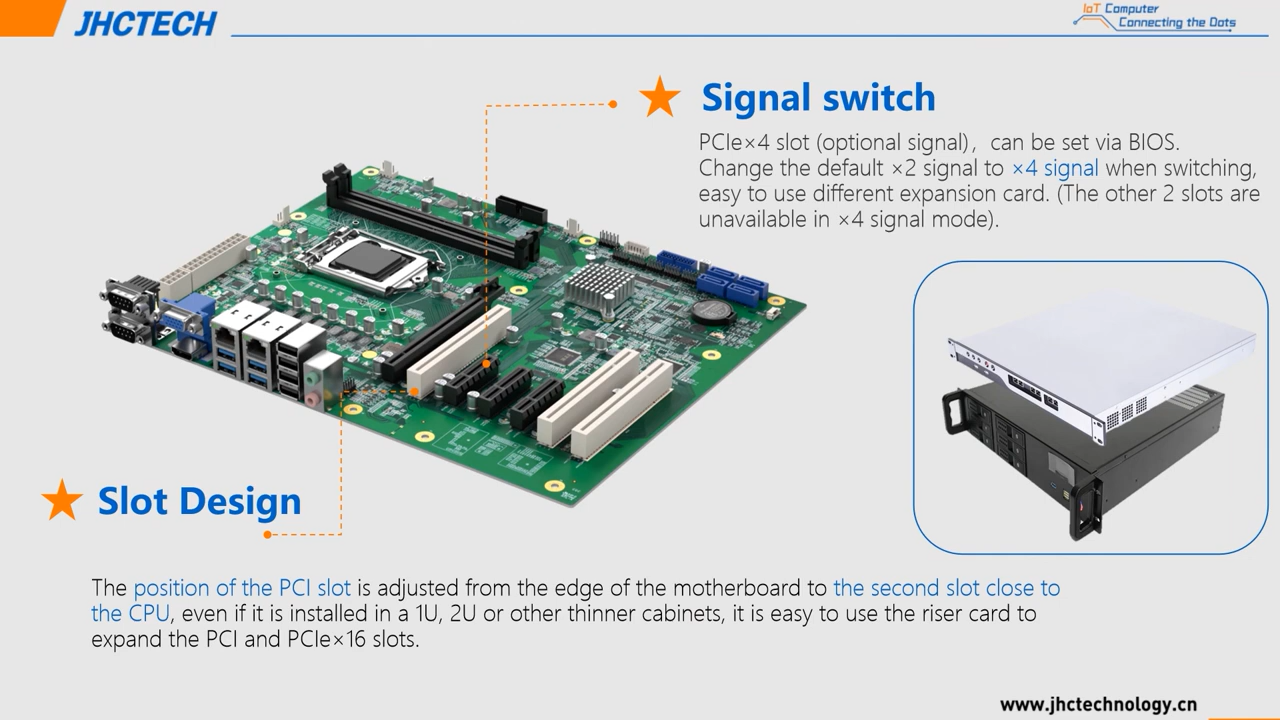 JHCTECH
IoT Computer
Connecting the Dots
Signal switch
PCIe×4 slot (optional signal), can be set via BIOS.
Change the default ×2 signal to ×4 signal when switching,
easy to use different expansion card. (The other 2 slots are
unavailable in ×4 signal mode).
Slot Design
The position of the PCI slot is adjusted from the edge of the motherboard to the second slot close to
the CPU, even if it is installed in a 1U, 2U or other thinner cabinets, it is easy to use the riser card to
expand the PCI and PCIe×16 slots.
www.jhctechnology.cn